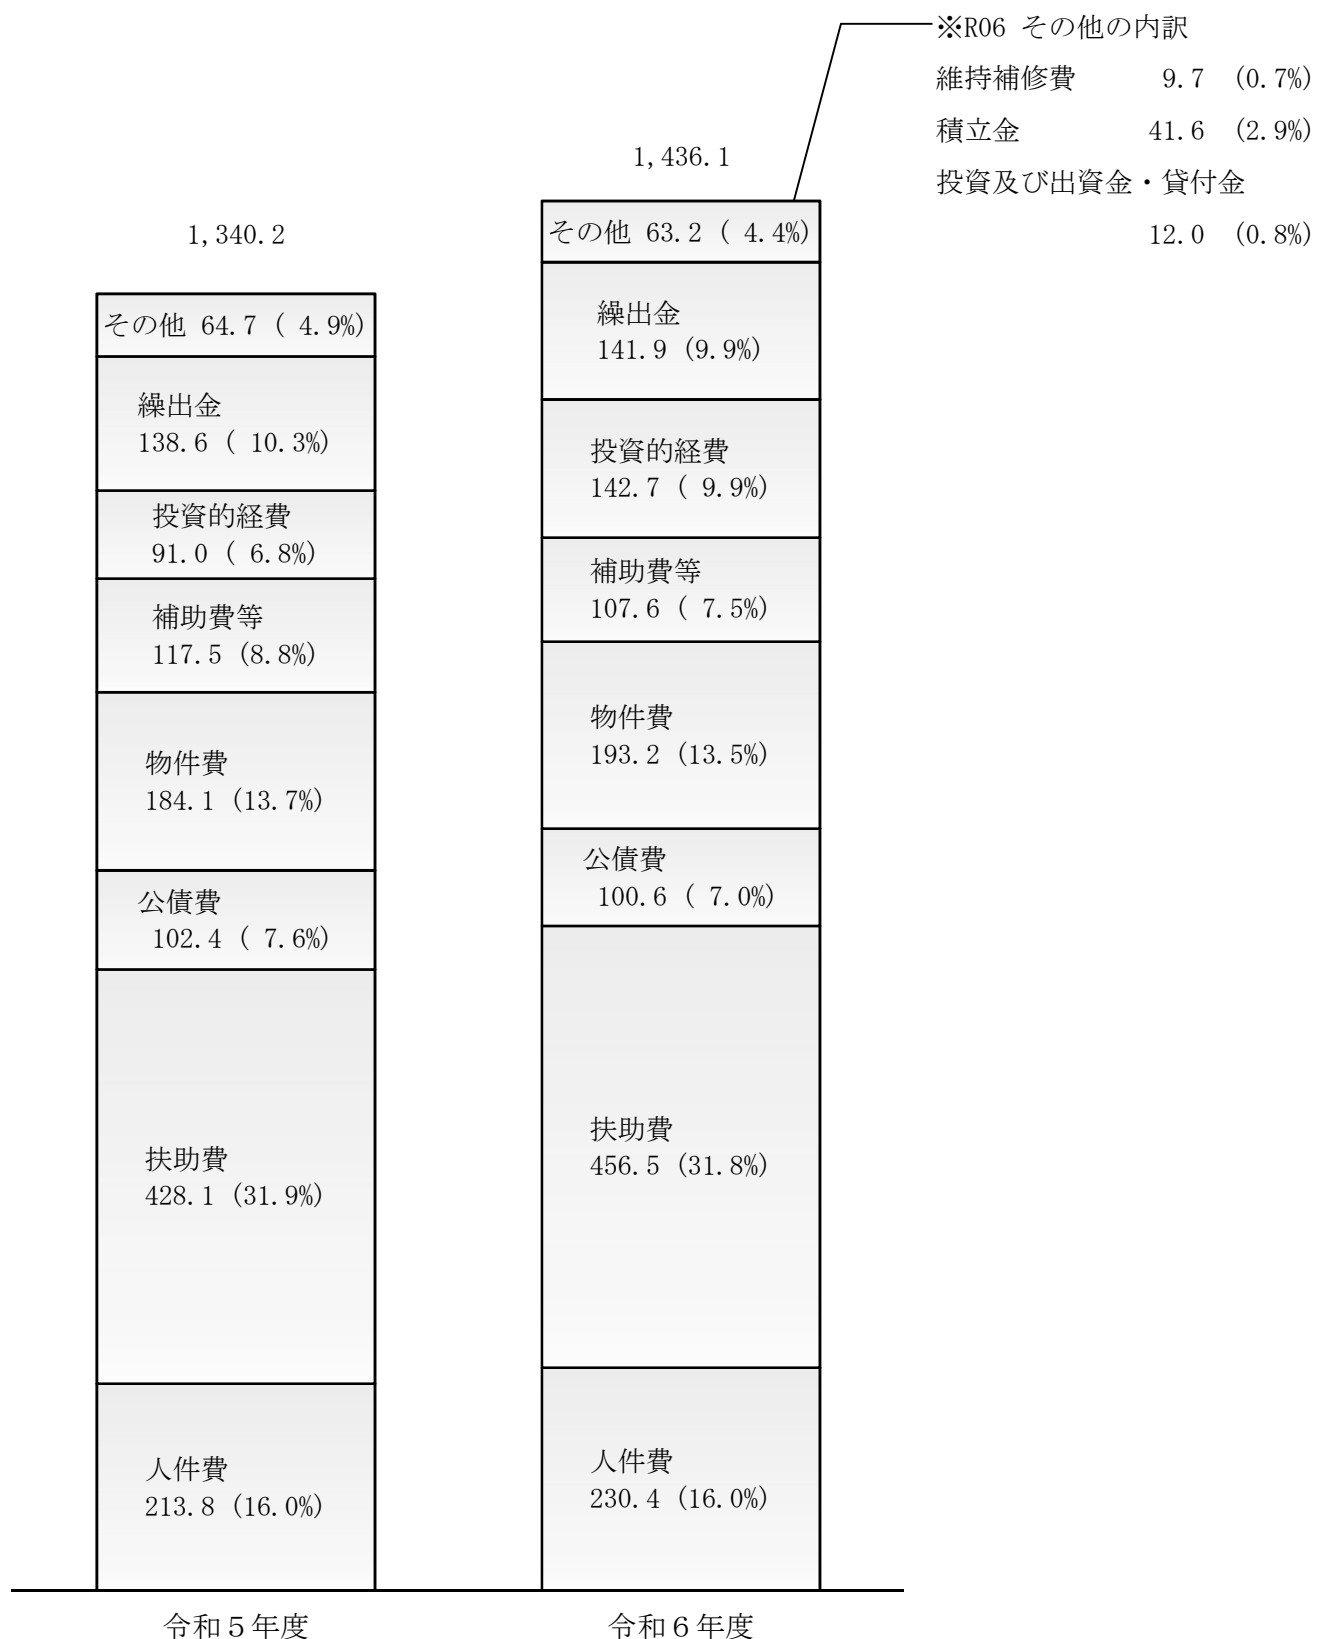 ※R06 その他の内訳
維持補修費 9.7 (0.7%)
積立金 41.6 (2.9%)
投資及び出資金・貸付金
12.0 (0.8%)
1,340.2
その他 64.7 ( 4.9%)
繰出金
138.6 ( 10.3%)
投資的経費
91.0 ( 6.8%)
補助費等
117.5 (8.8%)
物件費
184.1 (13.7%)
公債費
102.4 ( 7.6%)
扶助費
428.1 (31.9%)
人件費
213.8 (16.0%)
令和５年度
1,436.1
その他 63.2 ( 4.4%)
繰出金
141.9 (9.9%)
投資的経費
142.7 ( 9.9%)
補助費等
107.6 ( 7.5%)
物件費
193.2 (13.5%)
公債費
100.6 ( 7.0%)
扶助費
456.5 (31.8%)
人件費
230.4 (16.0%)
令和６年度